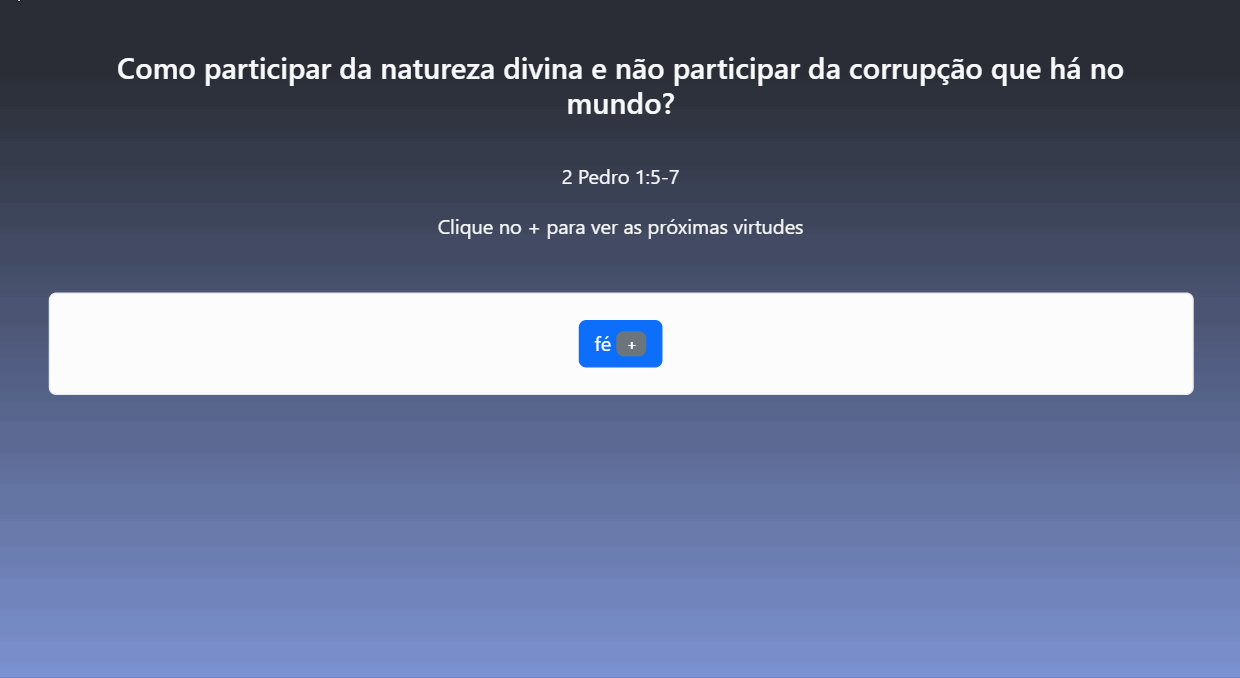 Como participar da natureza divina e não participar da corrupção que há no
mundo?
2 Pedro 1:5-7
Clique no + para ver as próximas virtudes
fé +